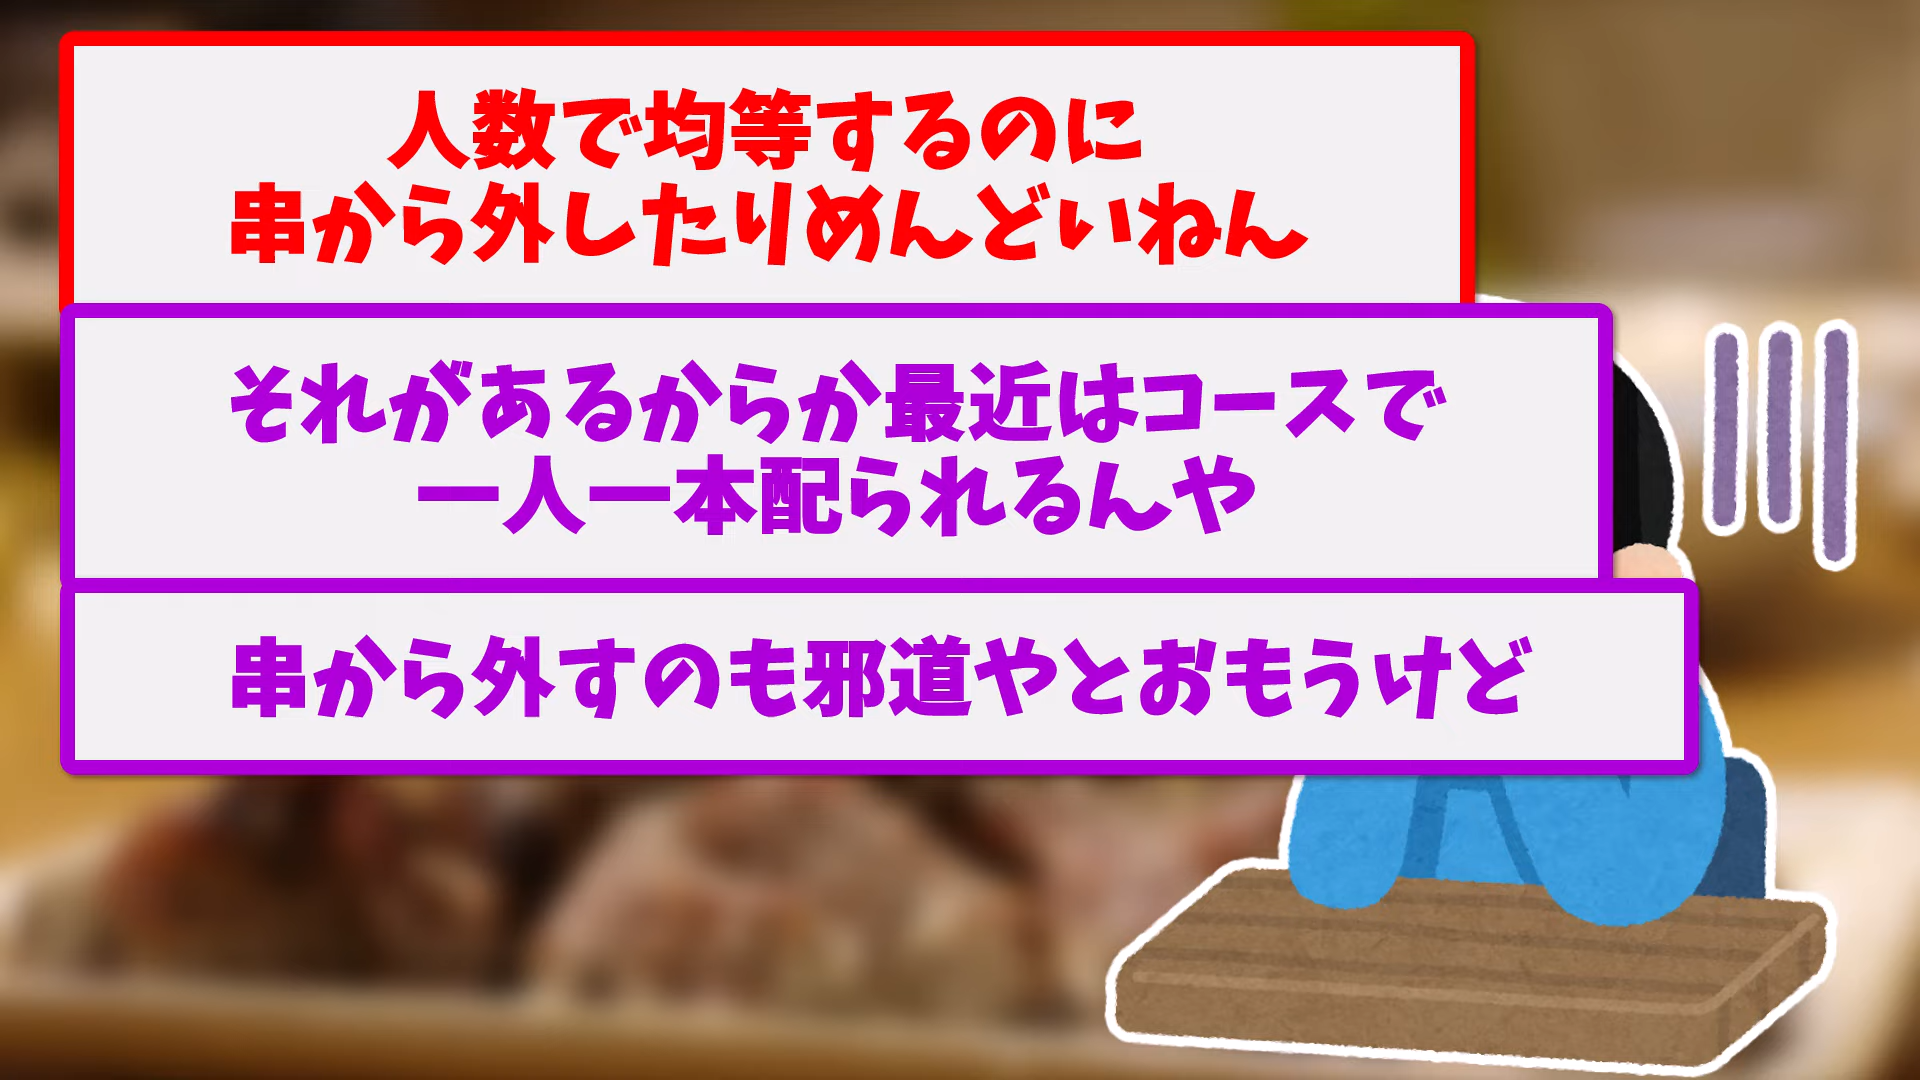 人数で均等するのに
串から外したりめんどいねん
それがあるからか最近はコースで
一人一本配られるんや
串から外すのも邪道やとおもうけど